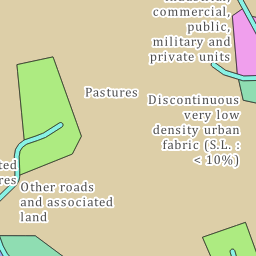 commercial,
public,
military and
private units
Pastures
Discontinuous
very low
density urban
fabric (S.L. :
< 10%)
Other roads
and associated
land